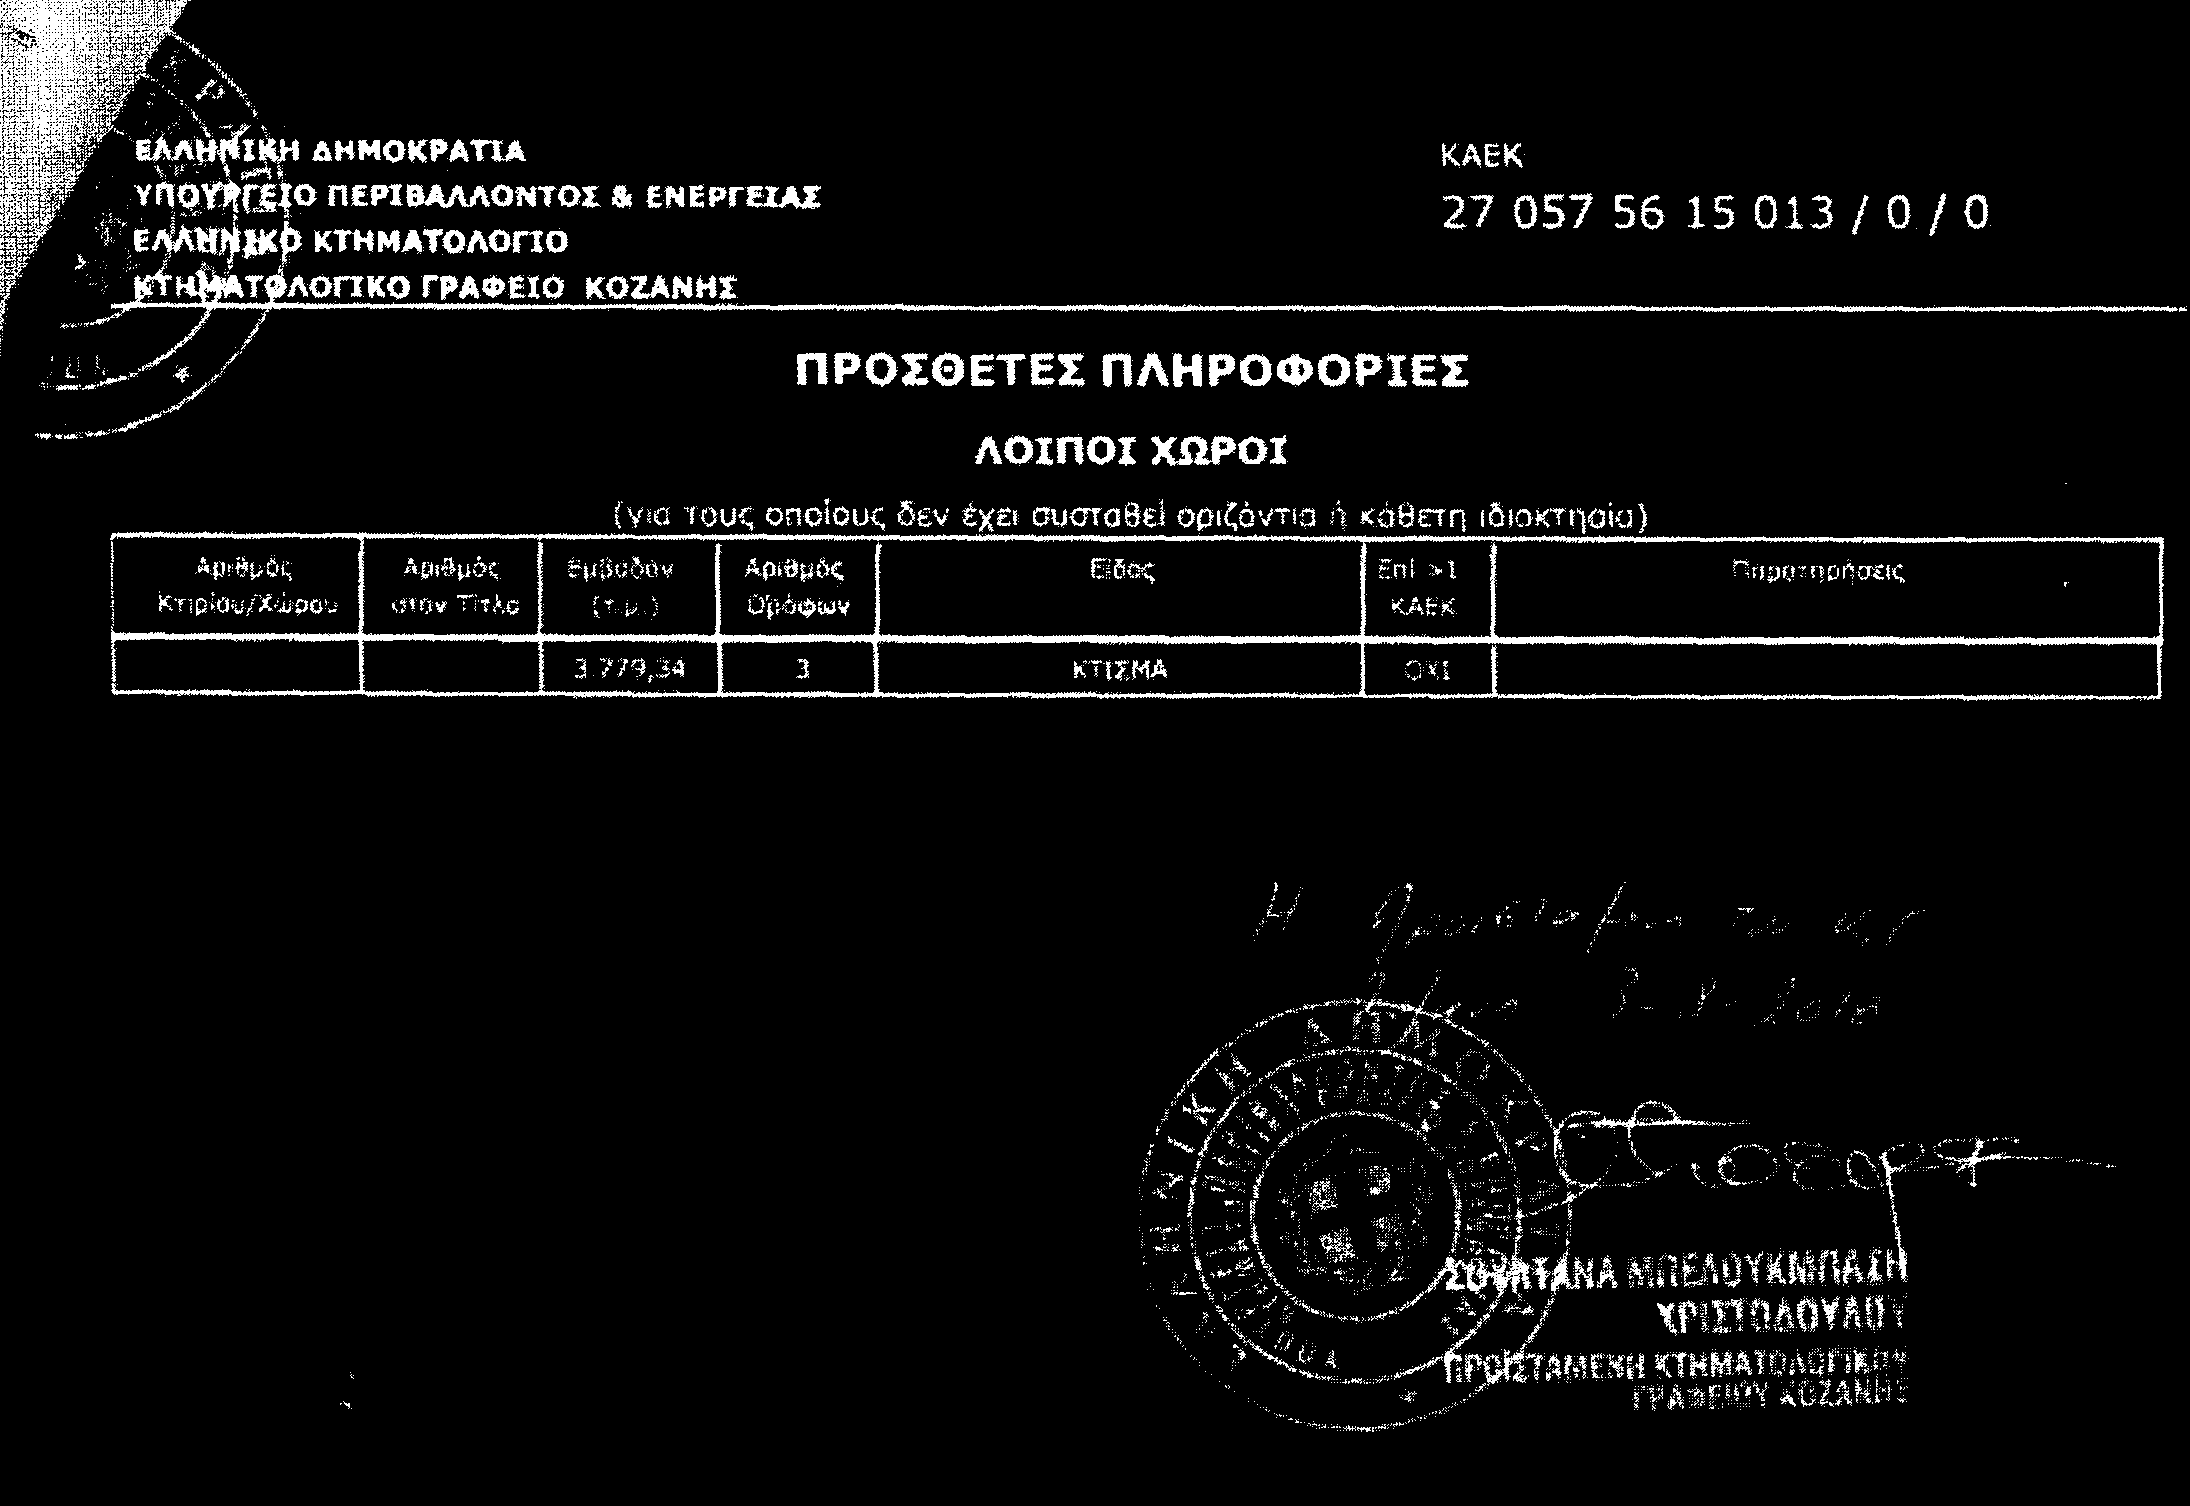 ΕΛΛΗΝΙΚΗ ΔΗΜΟΚΡΑΤΙΑ
ΥΠΟΥΡΓΕΙΟ ΠΕΡΙΒΑΛΛΟΝΤΟΣ & ΕΝΕΡΓΕΙΑΣ
ΕΛΛΗΝΙΚΟ ΚΤΗΜΑΤΟΛΟΓΙΟ
ΚΤΗΜΑΤΟΛΟΓΙΚΟ ΓΡΑΦΕΙΟ ΚΟΖΑΝΗΣ
ΚΑΕΚ
27 057 56 15 013 / 0 / 0
ΠΡΟΣΘΕΤΕΣ ΠΛΗΡΟΦΟΡΙΕΣ
ΛΟΙΠΟΙ ΧΩΡΟΙ
(για τους οποίους δεν έχει συσταθεί οριζόντια ή κάθετη ιδιοκτησία)
Αριθμός Κτιρίου/Χώρου
Αριθμός στον Τίτλο
Εμβαδόν (τ.μ.)
Αριθμός Ορόφων
Είδος
Επί >1 ΚΑΕΚ
Παρατηρήσεις
3.779,34 3 ΚΤΙΣΜΑ ΟΧΙ
Η
ΕΛΛΗΝΙΚΗ ΔΗΜΟΚΡΑΤΙΑ
ΣΟΥΛΤΑΝΑ ΜΠΕΛΟΥΚΜΠΑΣΗ
ΧΡΙΣΤΟΔΟΥΛΟΥ
ΠΡΟΪΣΤΑΜΕΝΗ ΚΤΗΜΑΤΟΛΟΓΙΚΟΥ
ΓΡΑΦΕΙΟΥ ΚΟΖΑΝΗΣ